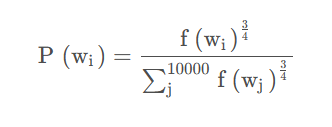 P (wᵢ) = f (wᵢ)^(3/4) / ∑ⱼ^10000 f (wⱼ)^(3/4)